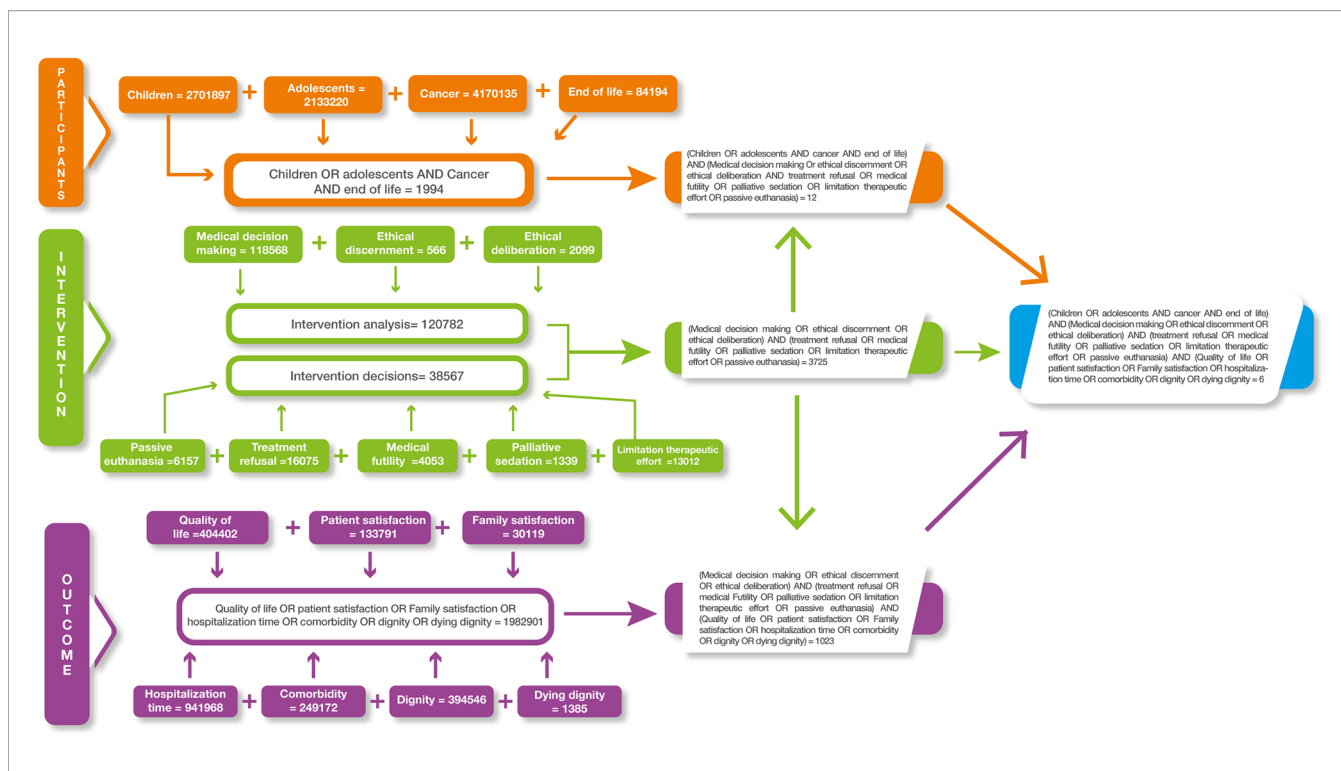 PARTICIPANTS
Children = 2701897
+
Adolescents =
2133220
+
Cancer = 4170135
+
End of life = 84194
Children OR adolescents AND Cancer
AND end of life = 1994
(Children OR adolescents AND cancer AND end of life)
AND (Medical decision making Or ethical discernment OR
ethical deliberation AND treatment refusal OR medical
futility OR palliative sedation OR limitation therapeutic
effort OR passive euthanasia) = 12
INTERVENTION
Medical decision
making = 118568
+
Ethical
discernment = 566
+
Ethical
deliberation = 2099
Intervention analysis= 120782
Intervention decisions= 38567
Passive
euthanasia =6157
+
Treatment
refusal =16075
+
Medical
futility =4053
+
Palliative
sedation =1339
+
Limitation therapeutic
effort =13012
(Medical decision making OR ethical discernment OR
ethical deliberation) AND (treatment refusal OR medical
futility OR palliative sedation OR limitation therapeutic
effort OR passive euthanasia) = 3725
(Children OR adolescents AND cancer AND end of life)
AND (Medical decision making OR ethical discernment OR
ethical deliberation) AND (treatment refusal OR medical
futility OR palliative sedation OR limitation therapeutic
effort OR passive euthanasia) AND (Quality of life OR
patient satisfaction OR Family satisfaction OR hospitaliza-
tion time OR comorbidity OR dignity OR dying dignity = 6
OUTCOME
Quality of
life =404402
+
Patient satisfaction
= 133791
+
Family satisfaction
= 30119
Quality of life OR patient satisfaction OR Family satisfaction OR
hospitalization time OR comorbidity OR dignity OR dying dignity = 1982901
Hospitalization
time = 941968
+
Comorbidity
= 249172
+
Dignity = 394546
+
Dying dignity
= 1385
(Medical decision making OR ethical discernment
OR ethical deliberation) AND (treatment refusal OR
medical Futility OR palliative sedation OR limitation
therapeutic effort OR passive euthanasia) AND
(Quality of life OR patient satisfaction OR Family
satisfaction OR hospitalization time OR comorbidity
OR dignity OR dying dignity) = 1023